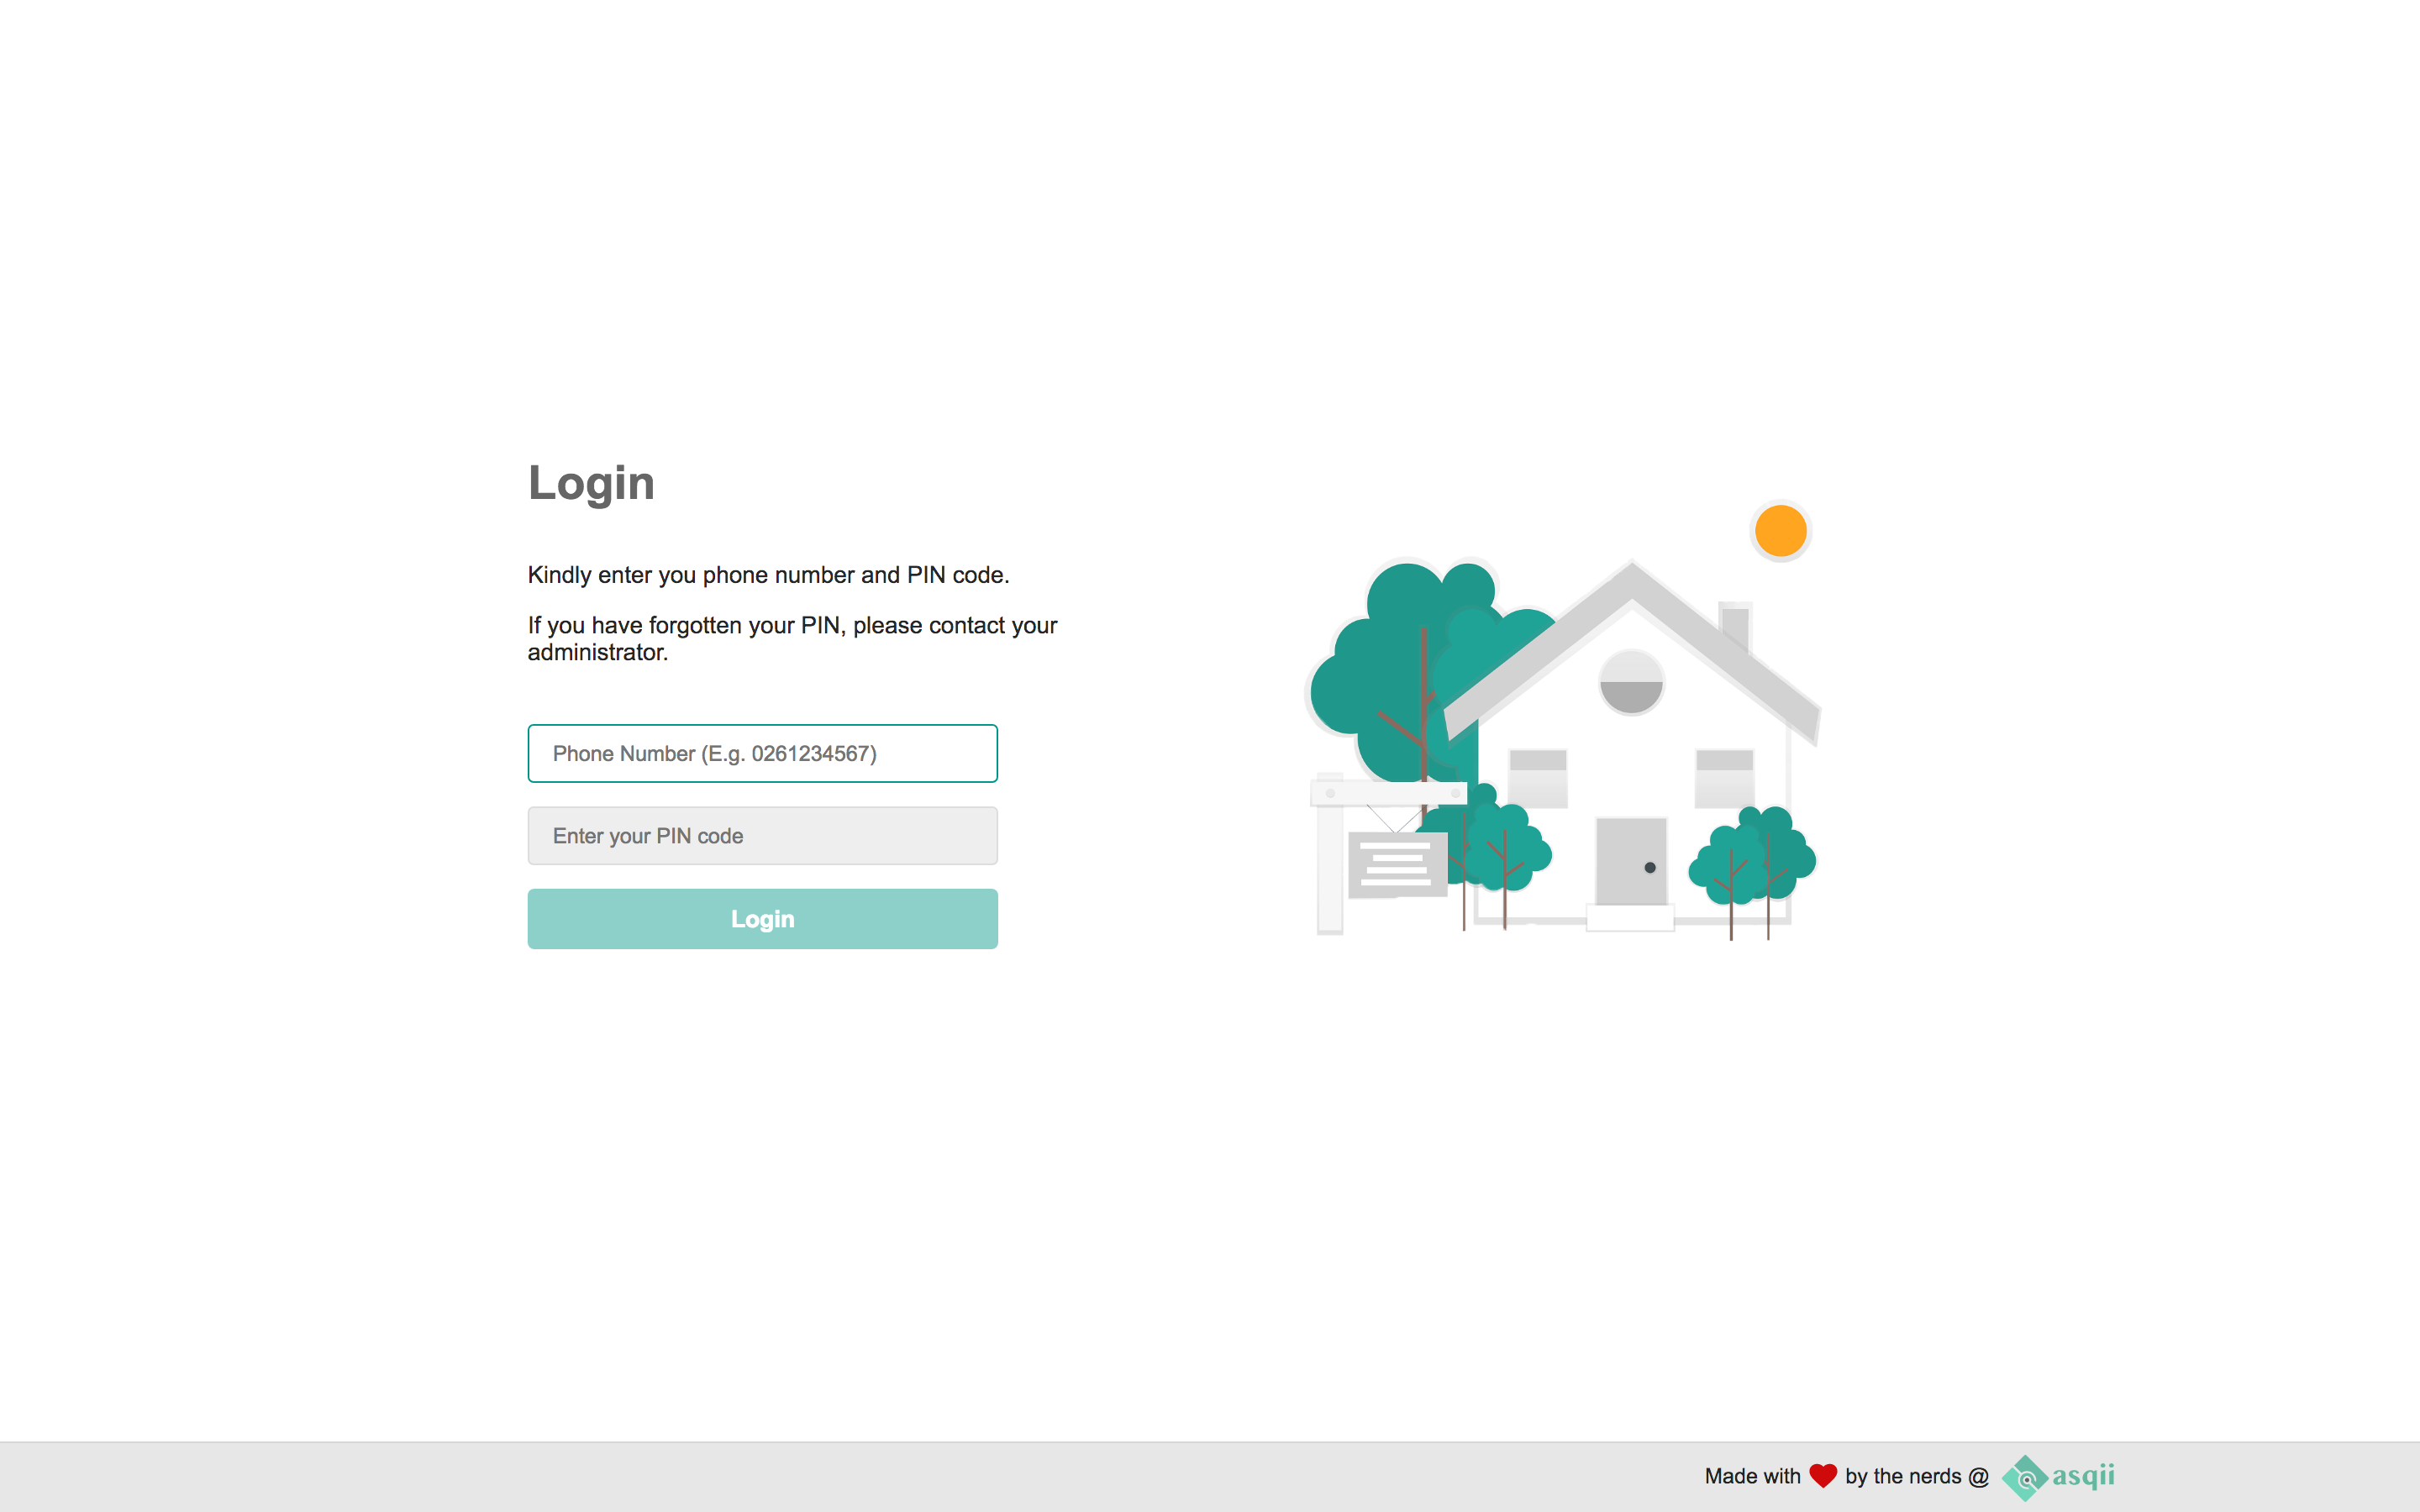 Login
Kindly enter you phone number and PIN code.
If you have forgotten your PIN, please contact your
administrator.
Phone Number (E.g. 0261234567)
Enter your PIN code
Login
Made with by the nerds @ asqii